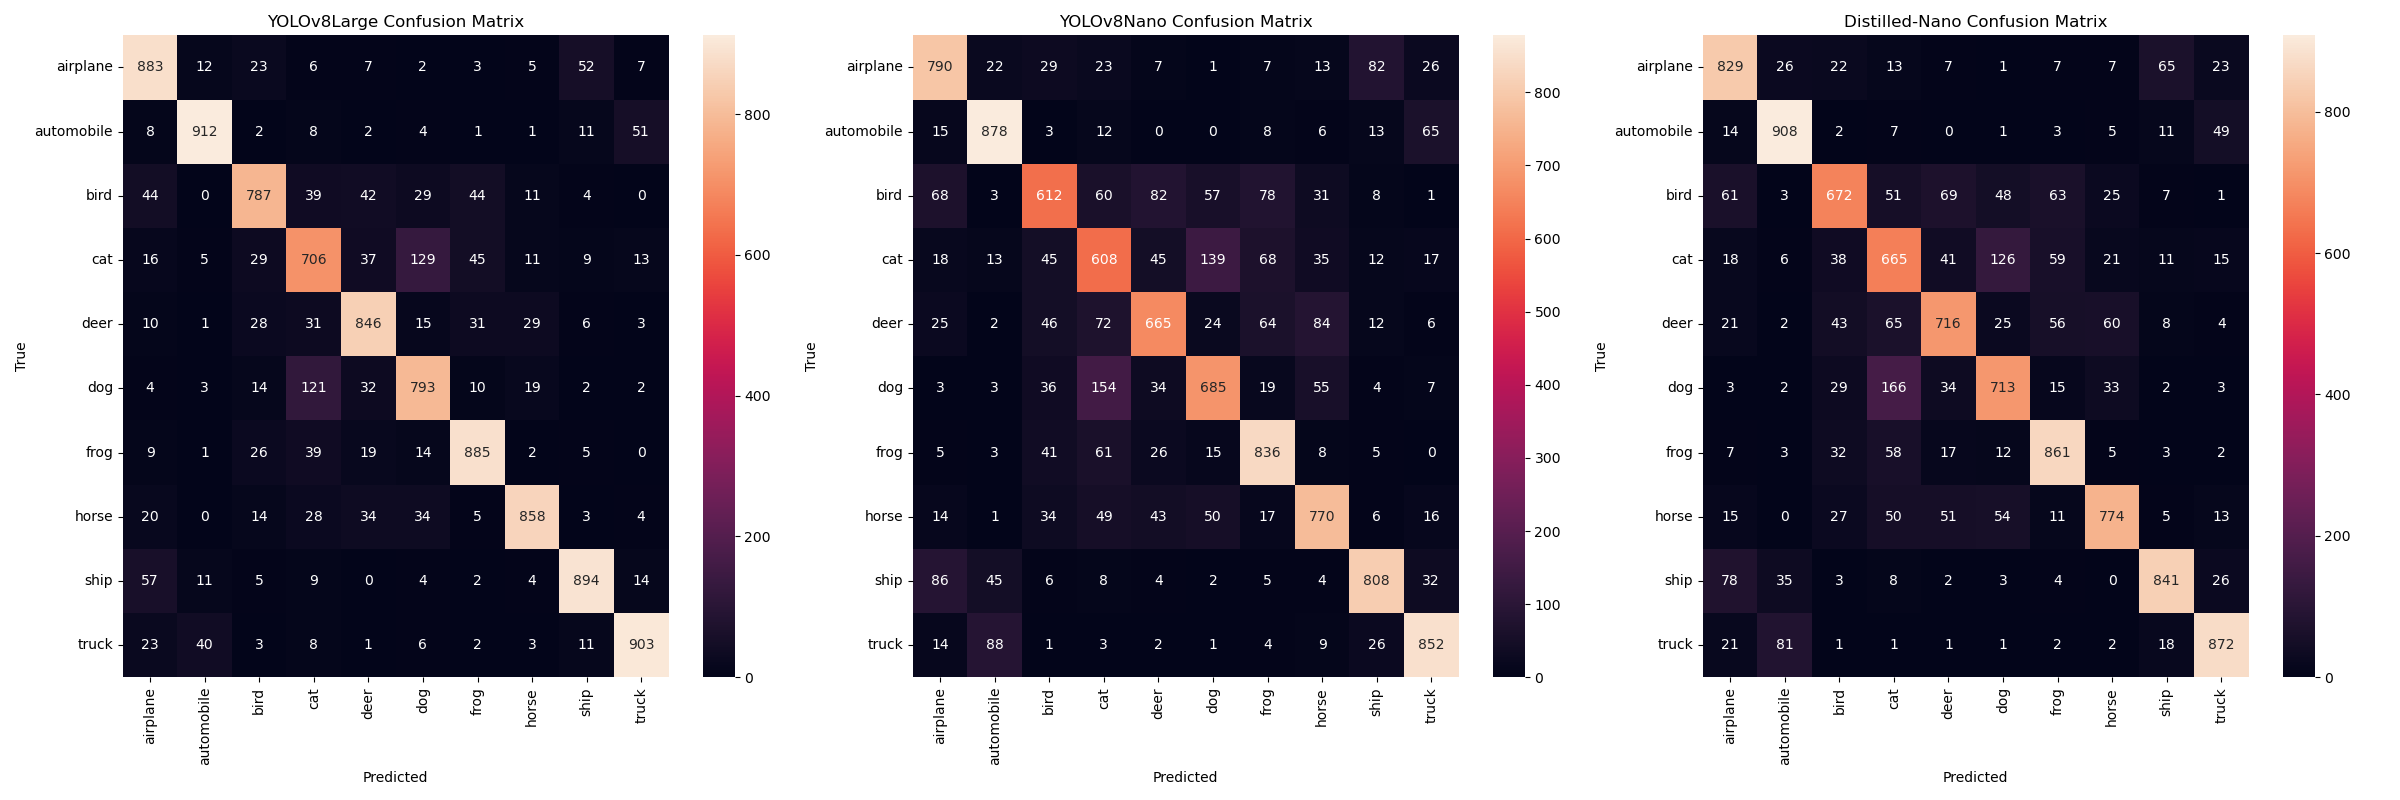 YOLOv8Large Confusion Matrix
airplane 883 12 23 6 7 2 3 5 52 7
automobile 8 912 2 8 2 4 1 1 11 51
bird 44 0 787 39 42 29 44 11 4 0
cat 16 5 29 706 37 129 45 11 9 13
deer 10 1 28 31 846 15 31 29 6 3
dog 4 3 14 121 32 793 10 19 2 2
frog 9 1 26 39 19 14 885 2 5 0
horse 20 0 14 28 34 34 5 858 3 4
ship 57 11 5 9 0 4 2 4 894 14
truck 23 40 3 8 1 6 2 3 11 903
True
airplane automobile bird cat deer dog frog horse ship truck
Predicted
800
600
400
200
0
YOLOv8Nano Confusion Matrix
airplane 790 22 29 23 7 1 7 13 82 26
automobile 15 878 3 12 0 0 8 6 13 65
bird 68 3 612 60 82 57 78 31 8 1
cat 18 13 45 608 45 139 68 35 12 17
deer 25 2 46 72 665 24 64 84 12 6
dog 3 3 36 154 34 685 19 55 4 7
frog 5 3 41 61 26 15 836 8 5 0
horse 14 1 34 49 43 50 17 770 6 16
ship 86 45 6 8 4 2 5 4 808 32
truck 14 88 1 3 2 1 4 9 26 852
True
airplane automobile bird cat deer dog frog horse ship truck
Predicted
800
700
600
500
400
300
200
100
0
Distilled-Nano Confusion Matrix
airplane 829 26 22 13 7 1 7 7 65 23
automobile 14 908 2 7 0 1 3 5 11 49
bird 61 3 672 51 69 48 63 25 7 1
cat 18 6 38 665 41 126 59 21 11 15
deer 21 2 43 65 716 25 56 60 8 4
dog 3 2 29 166 34 713 15 33 2 3
frog 7 3 32 58 17 12 861 5 3 2
horse 15 0 27 50 51 54 11 774 5 13
ship 78 35 3 8 2 3 4 0 841 26
truck 21 81 1 1 1 1 2 2 18 872
True
airplane automobile bird cat deer dog frog horse ship truck
Predicted
800
600
400
200
0